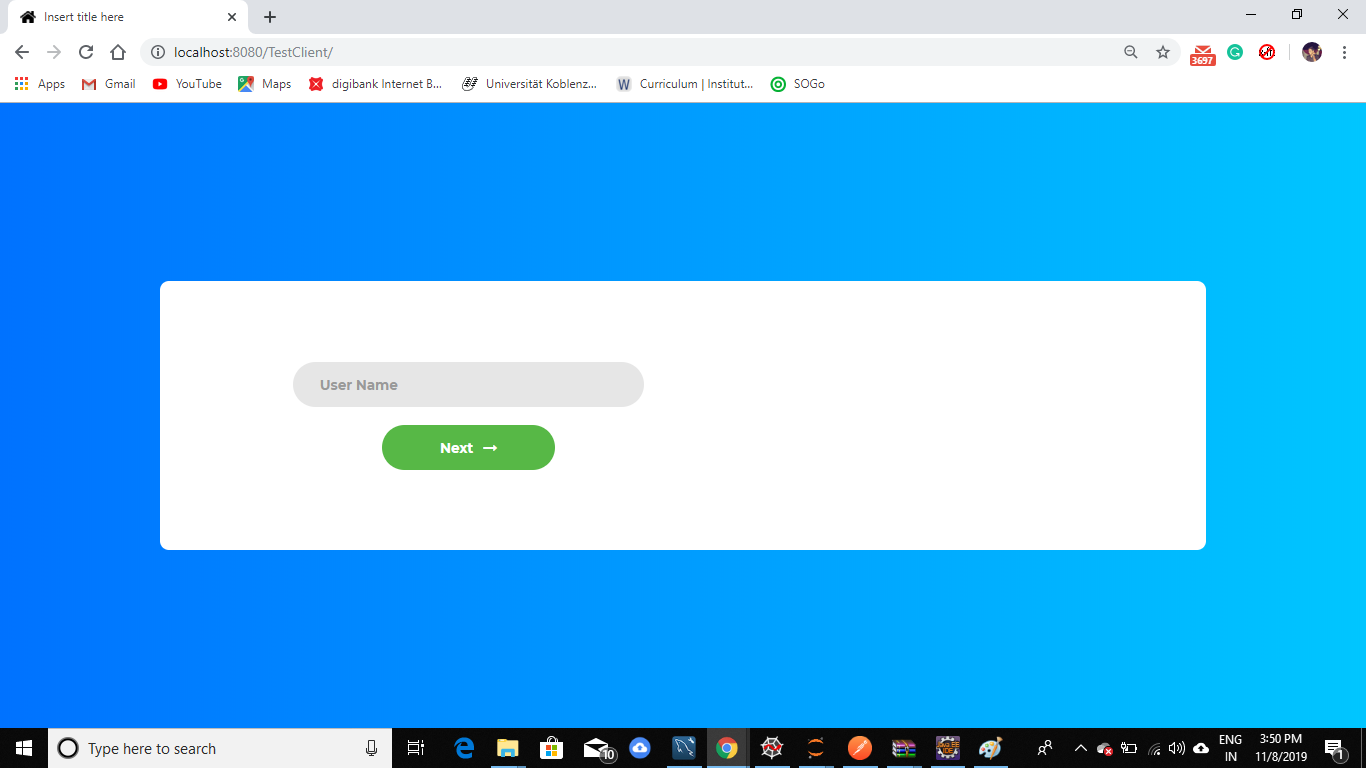 Insert title here
localhost:8080/TestClient/
3697
Apps Gmail YouTube Maps digibank Internet B... Universität Koblenz... Curriculum | Institut... SOGo
User Name
Next →
Type here to search
10
ENG
IN
3:50 PM
11/8/2019
1